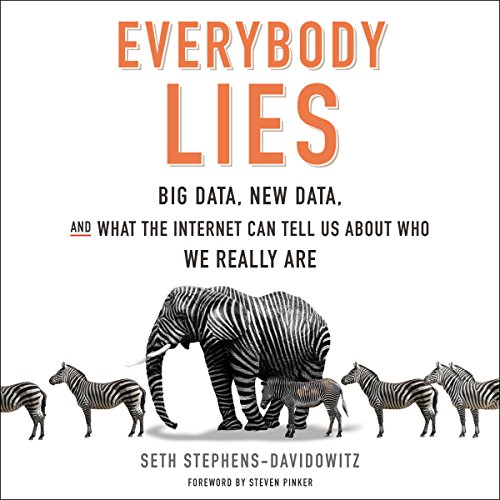 EVERYBODY
LIES
BIG DATA, NEW DATA,
AND WHAT THE INTERNET CAN TELL US ABOUT WHO
WE REALLY ARE
SETH STEPHENS-DAVIDOWITZ
FOREWORD BY STEVEN PINKER